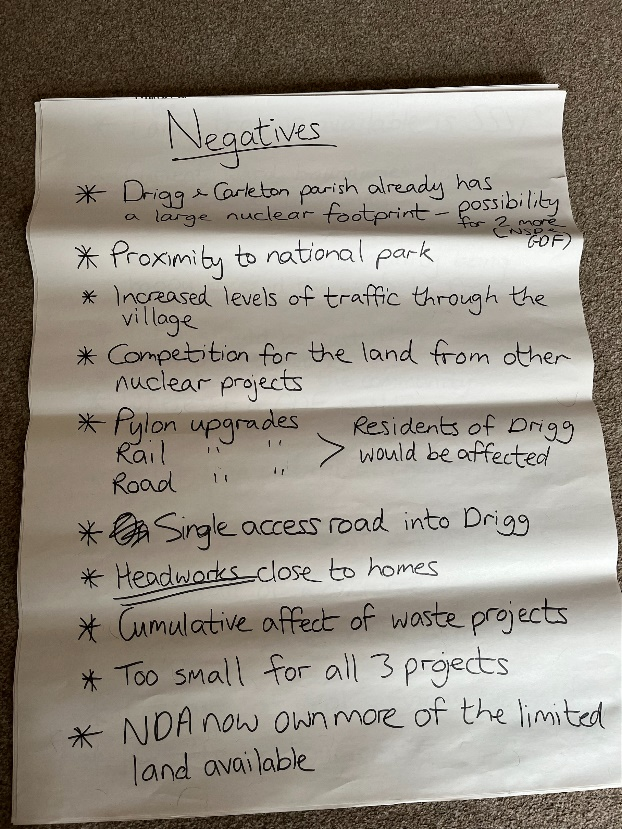 Negatives
* Drigg & Carleton parish already has
a large nuclear footprint – possibility
for 2 more
(NSD &
GDF)
* Proximity to national park
* Increased levels of traffic through the
village
* Competition for the land from other
nuclear projects
* Pylon upgrades
Rail " "
Road " "
> Residents of Drigg
would be affected
* Single access road into Drigg
* Headworks close to homes
* Cumulative affect of waste projects
* Too small for all 3 projects
* NDA now own more of the limited
land available